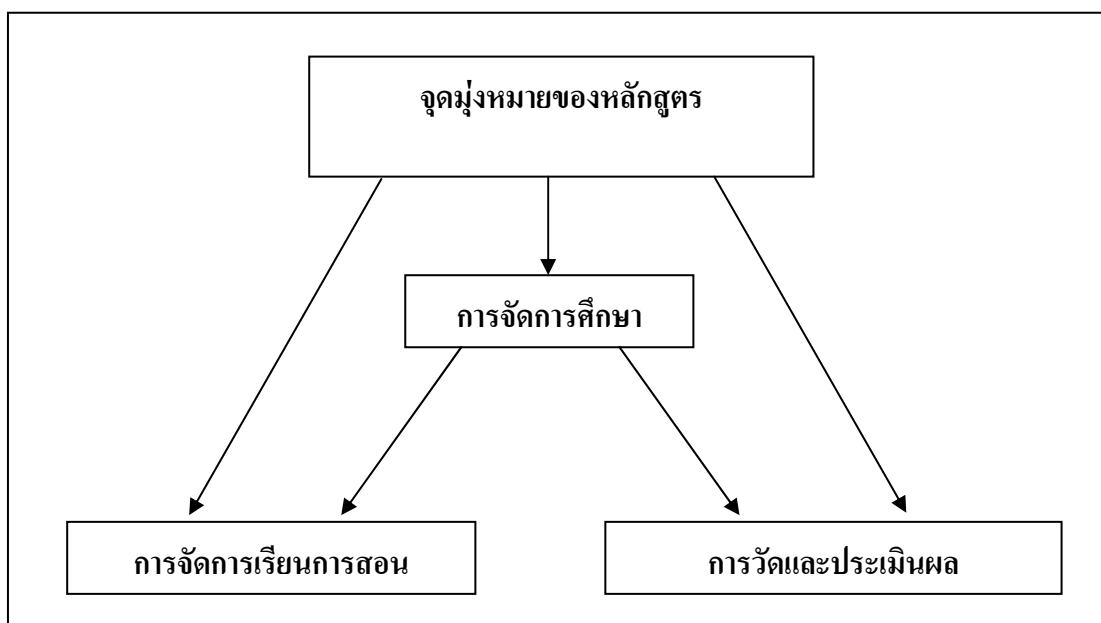 จุดมุ่งหมายของหลักสูตร
การจัดการศึกษา
การจัดการเรียนการสอน
การวัดและประเมินผล